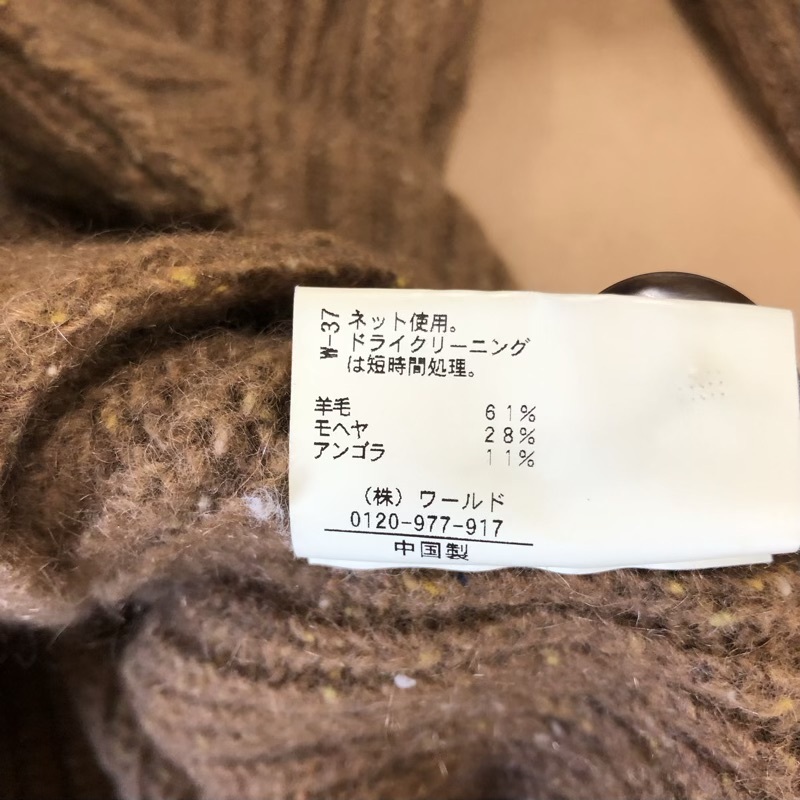 W-37
ネット使用。
ドライクリーニング
は短時間処理。
羊毛 61%
モヘヤ 28%
アンゴラ 11%
（株）ワールド
0120-977-917
中国製